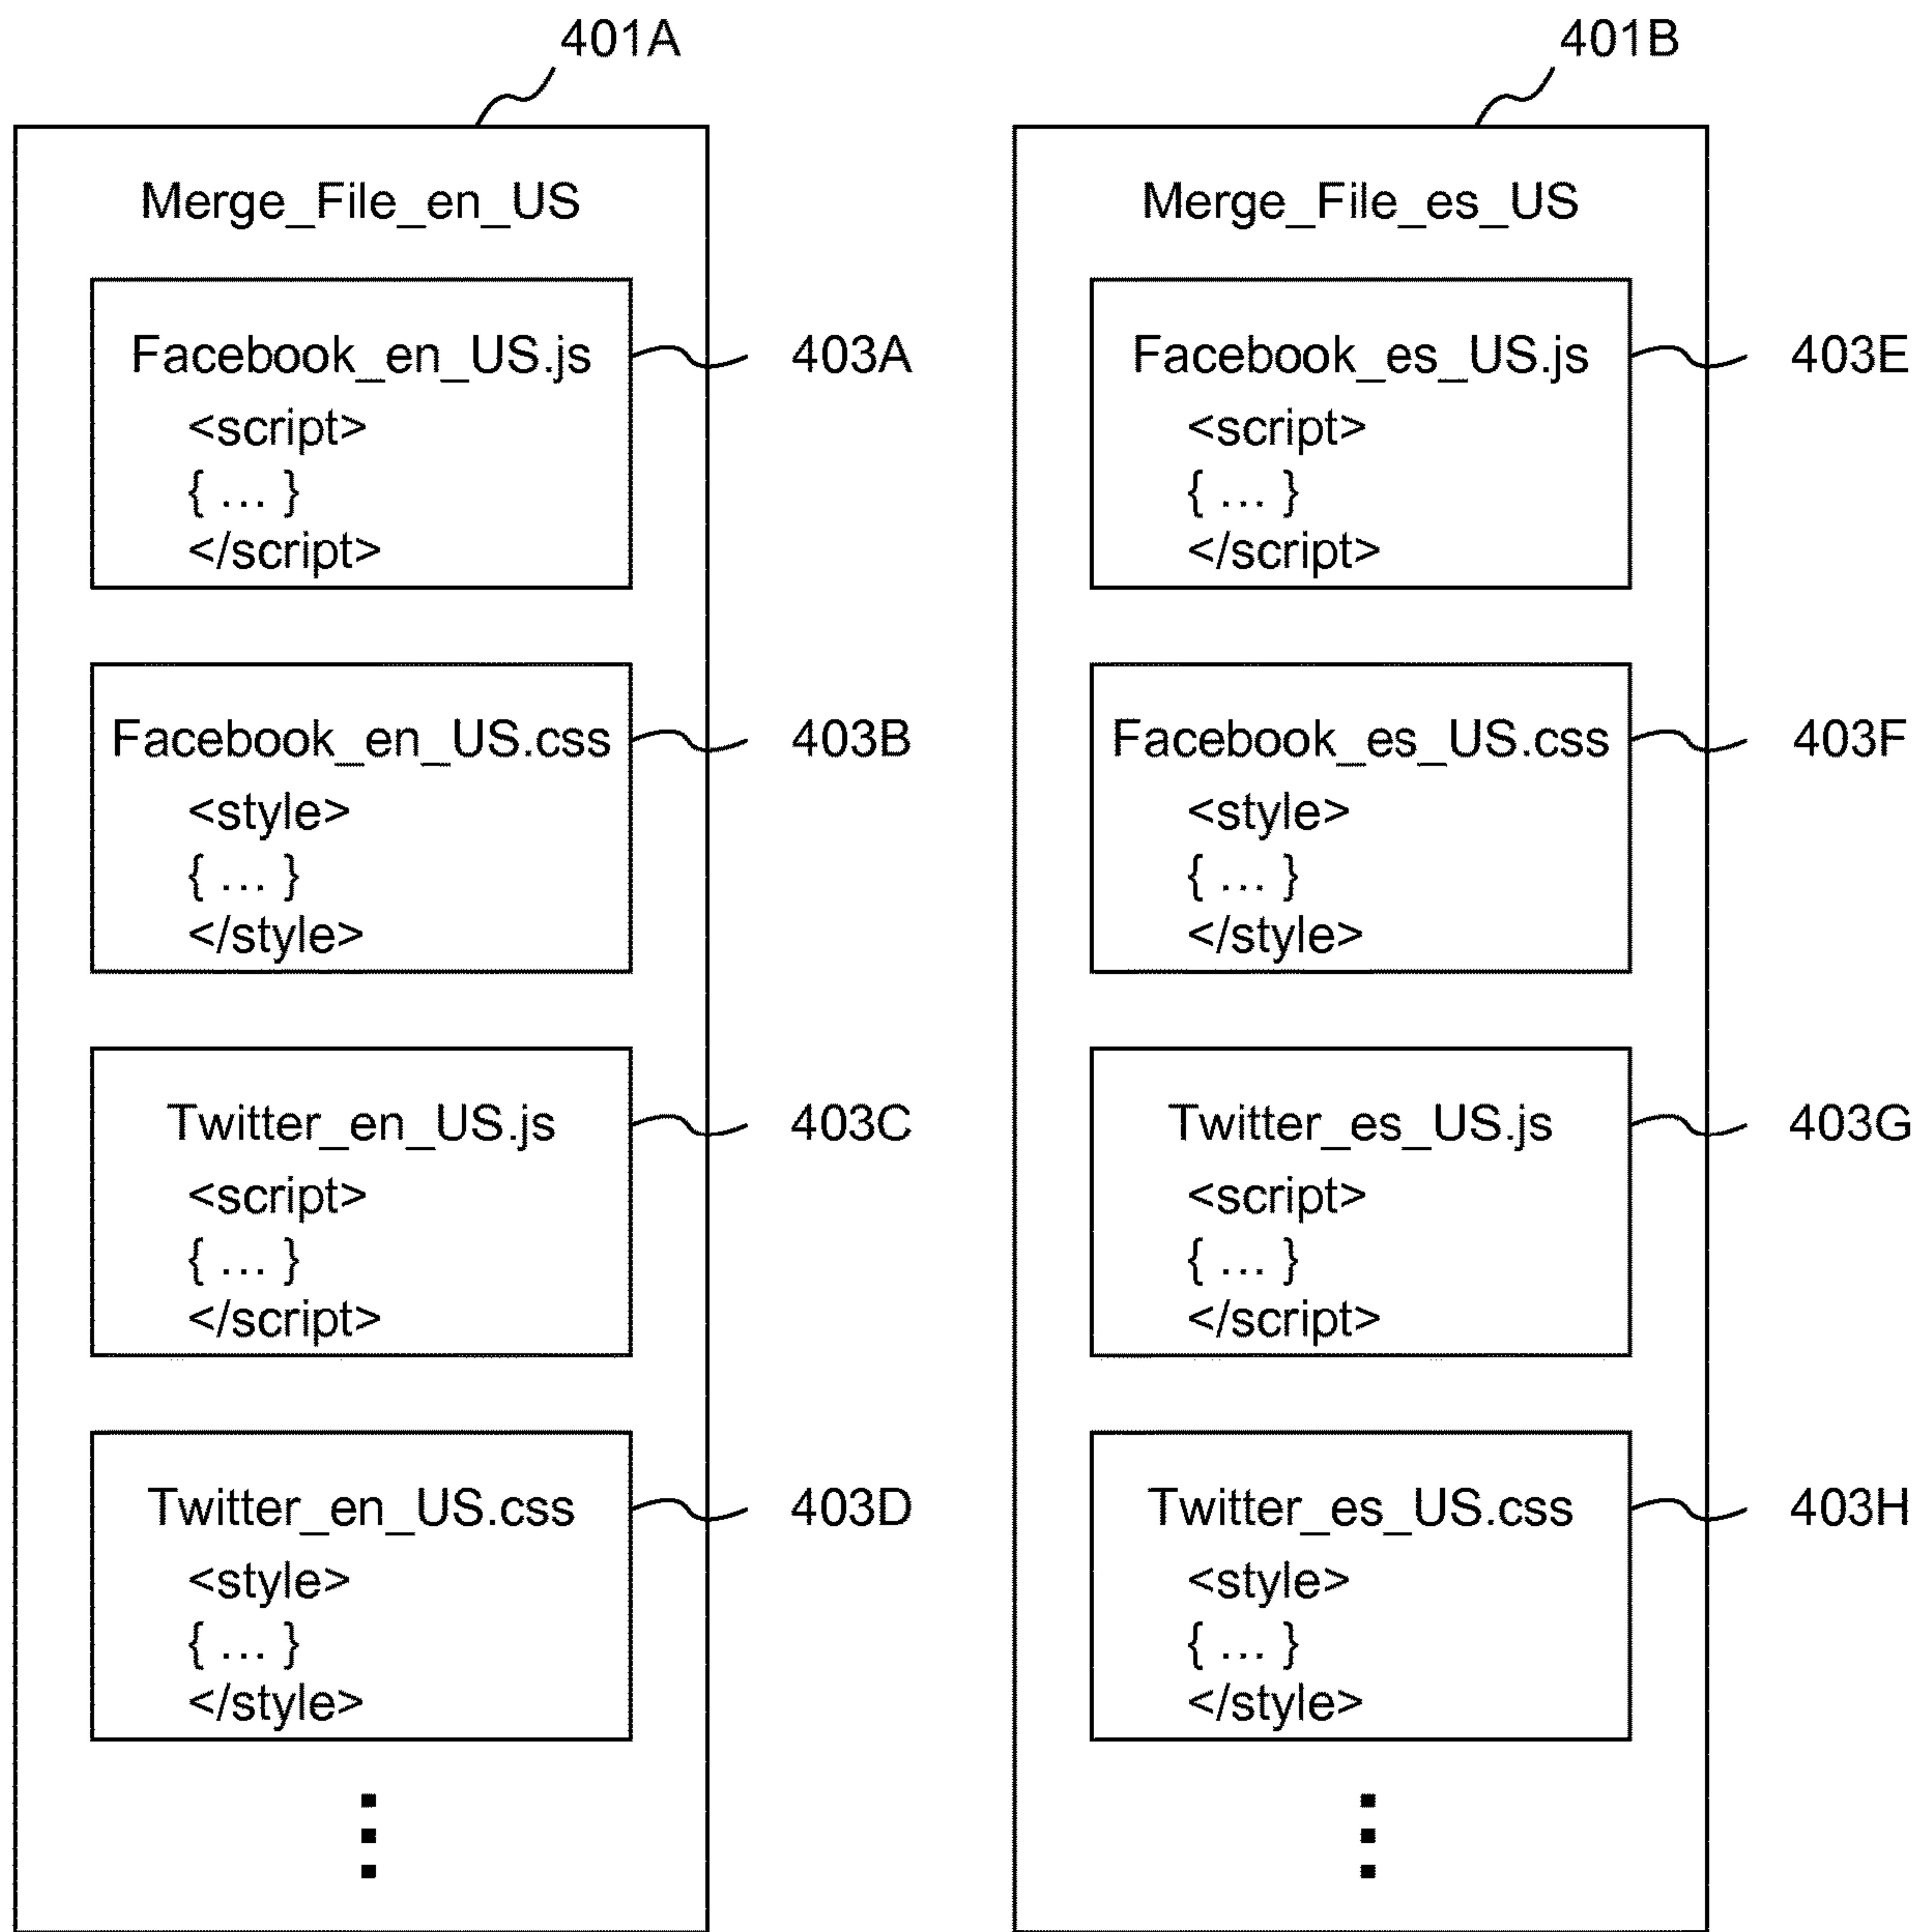 401A
Merge_File_en_US
Facebook_en_US.js
403A
<script>
{ ... }
</script>
Facebook_en_US.css
403B
<style>
{ ... }
</style>
Twitter_en_US.js
403C
<script>
{ ... }
</script>
Twitter_en_US.css
403D
<style>
{ ... }
</style>
401B
Merge_File_es_US
Facebook_es_US.js
403E
<script>
{ ... }
</script>
Facebook_es_US.css
403F
<style>
{ ... }
</style>
Twitter_es_US.js
403G
<script>
{ ... }
</script>
Twitter_es_US.css
403H
<style>
{ ... }
</style>